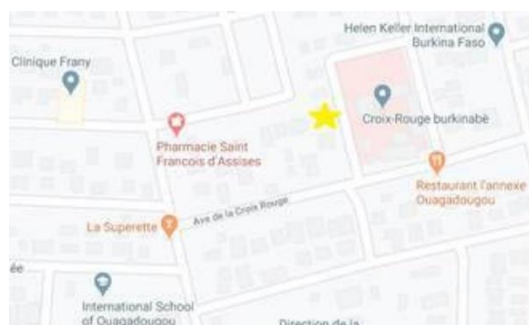 Helen Keller International
Burkina Faso
Clinique Frany
Croix-Rouge burkinabè
Pharmacie Saint
Francois d'Assises
Restaurant l'annexe
Ouagadougou
Ave de la Croix Rouge
La Superette
ée
International School
of Ouagadougou
Direction de la